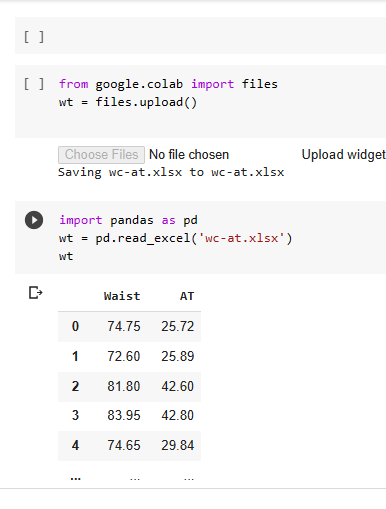 [ ]
[ ] from google.colab import files
wt = files.upload()
Choose Files No file chosen Upload widget
Saving wc-at.xlsx to wc-at.xlsx
import pandas as pd
wt = pd.read_excel('wc-at.xlsx')
wt
Waist AT
0 74.75 25.72
1 72.60 25.89
2 81.80 42.60
3 83.95 42.80
4 74.65 29.84
... ... ...